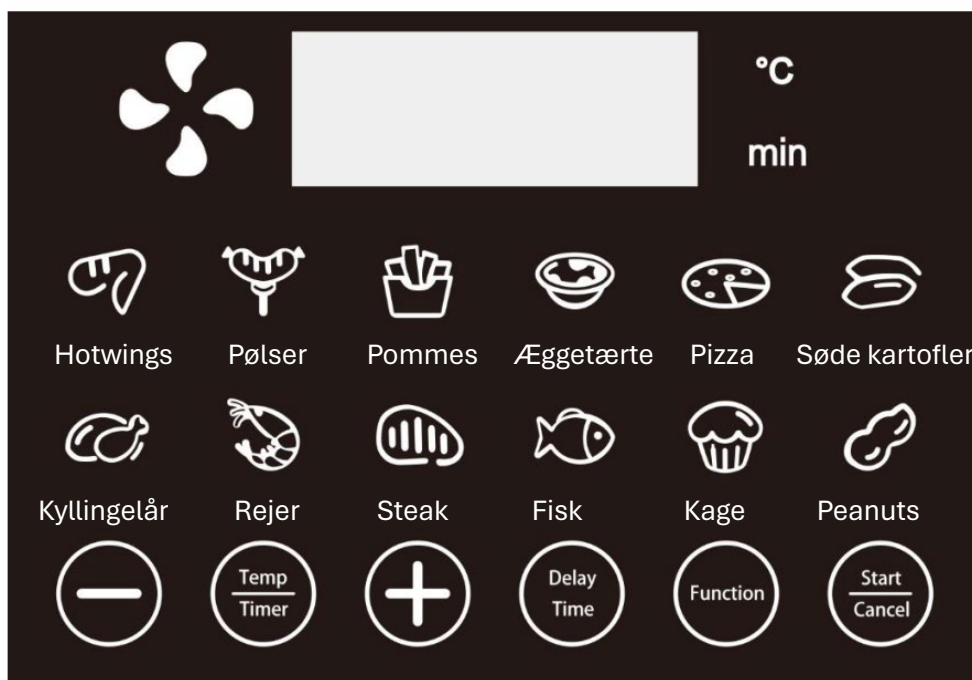 °C
min
Hotwings Pølser Pommes Æggetærte Pizza Søde kartofler
Kyllingelår Rejer Steak Fisk Kage Peanuts
Temp
Timer
Delay
Time
Function
Start
Cancel